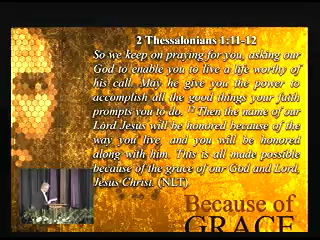 2 Thessalonians 1:11-12
So we keep on praying for you, asking our
God to enable you to live a life worthy of
his call. May he give you the power to
accomplish all the good things your faith
prompts you to do. 12 Then the name of our
Lord Jesus will be honored because of the
way you live, and you will be honored
along with him. This is all made possible
because of the grace of our God and Lord,
Jesus Christ. (NLT)
Because of
GRACE